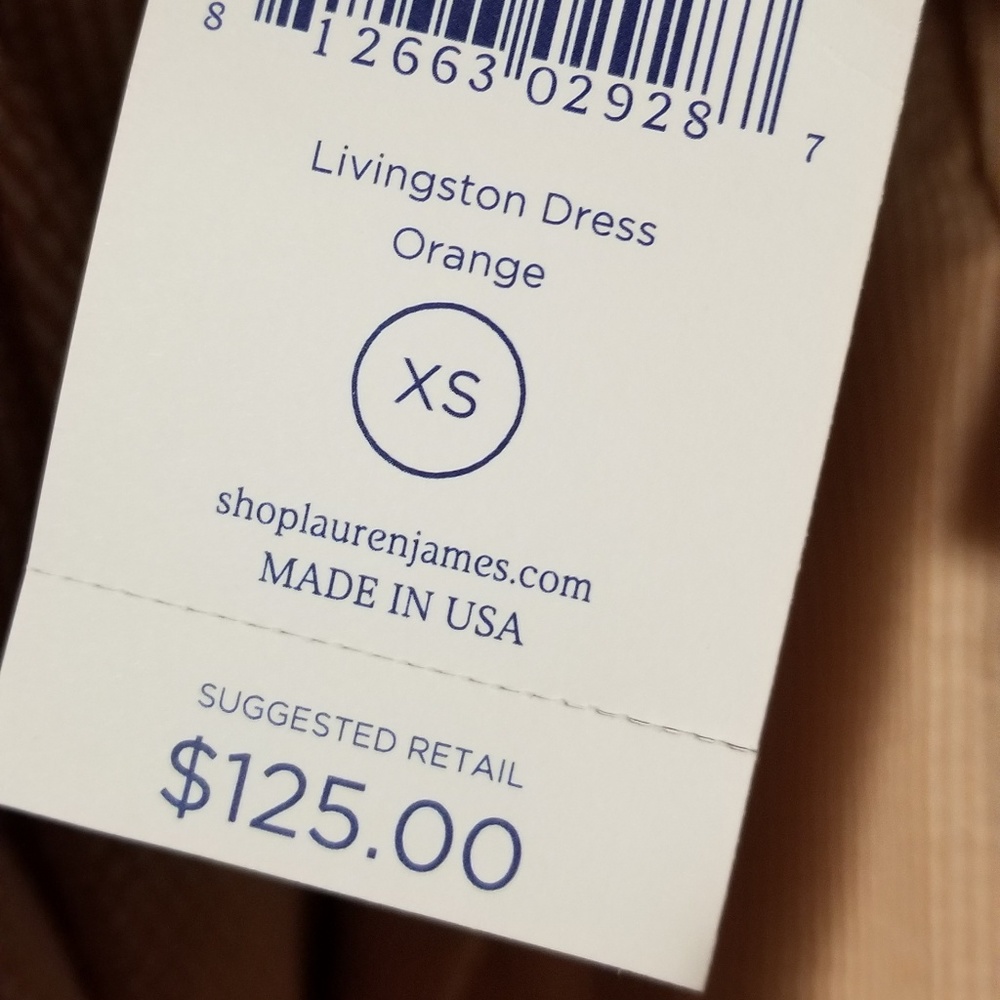 8 12663 02928 7
Livingston Dress
Orange
XS
shoplaurenjames.com
MADE IN USA
SUGGESTED RETAIL
$125.00